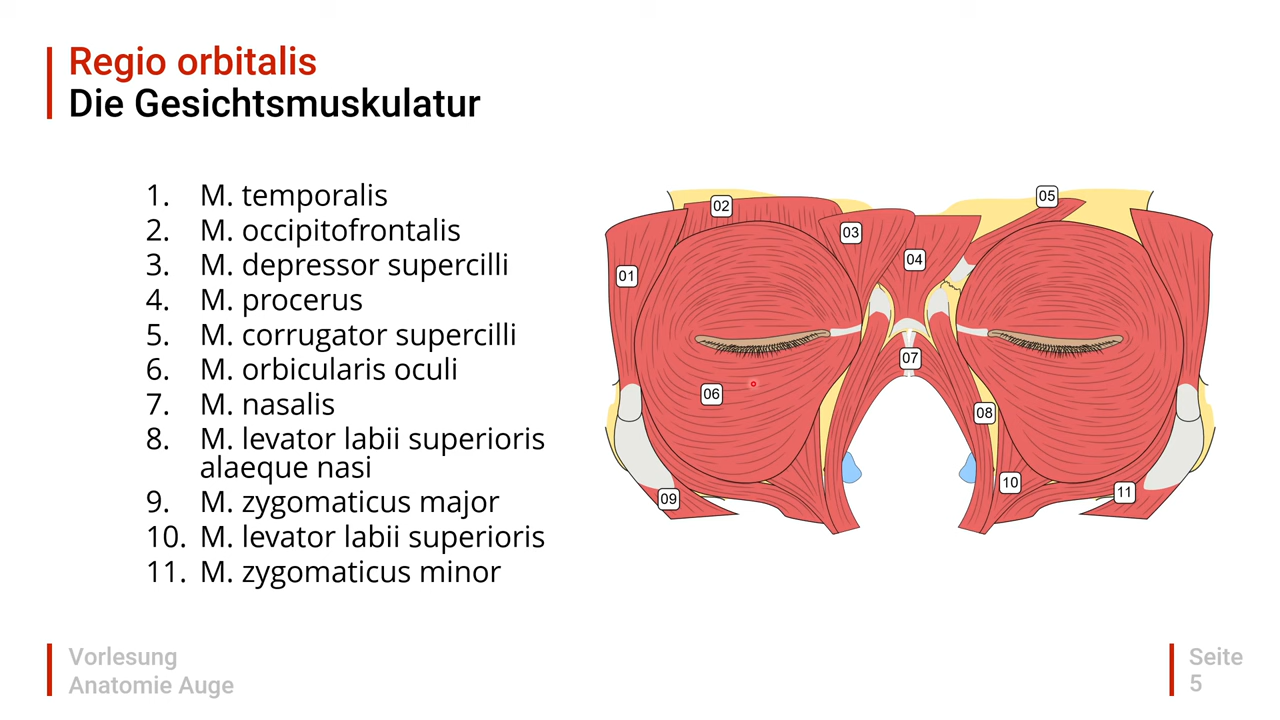 Regio orbitalis
Die Gesichtsmuskulatur
1. M. temporalis
2. M. occipitofrontalis
3. M. depressor supercilli
4. M. procerus
5. M. corrugator supercilli
6. M. orbicularis oculi
7. M. nasalis
8. M. levator labii superioris
alaeque nasi
9. M. zygomaticus major
10. M. levator labii superioris
11. M. zygomaticus minor
05
02
03
04
01
07
06
08
10
11
09
Vorlesung
Anatomie Auge
Seite
5